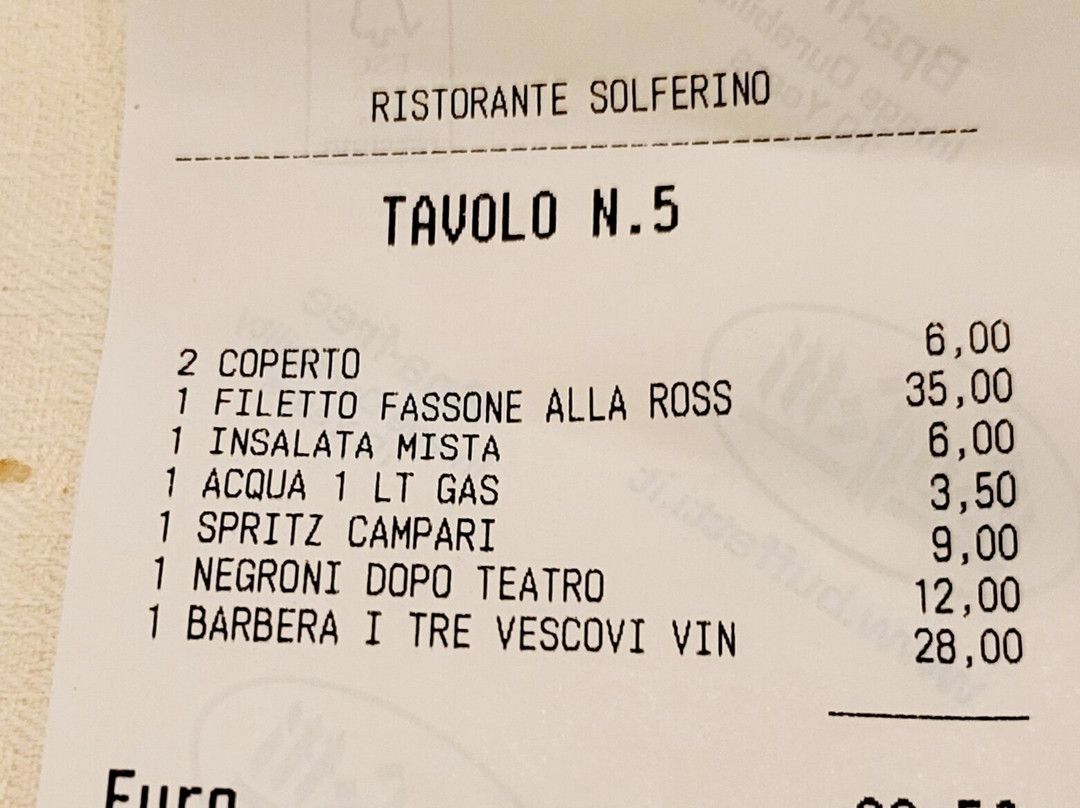 RISTORANTE SOLFERINO
TAVOLO N.5
2 COPERTO 6,00
1 FILETTO FASSONE ALLA ROSS 35,00
1 INSALATA MISTA 6,00
1 ACQUA 1 LT GAS 3,50
1 SPRITZ CAMPARI 9,00
1 NEGRONI DOPO TEATRO 12,00
1 BARBERA I TRE VESCOVI VIN 28,00
Euro